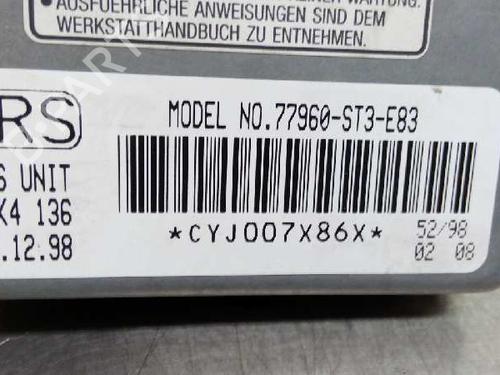 AUSFUEHRLICHE ANWEISUNGEN SIND DEM
WERKSTATTHANDBUCH ZU ENTNEHMEN.
RS
MODEL NO.77960-ST3-E83
UNIT
X4 136
.12.98
*CYJ007X86X*
52/98
02 08